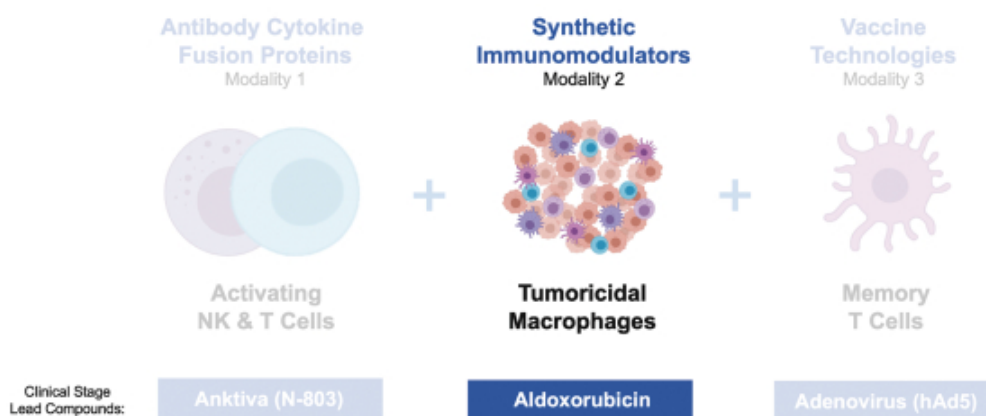 Antibody Cytokine
Fusion Proteins
Modality 1
Synthetic
Immunomodulators
Modality 2
Vaccine
Technologies
Modality 3
+
+
Activating
NK & T Cells
Tumoricidal
Macrophages
Memory
T Cells
Clinical Stage
Lead Compounds:
Anktiva (N-803)
Aldoxorubicin
Adenovirus (hAd5)